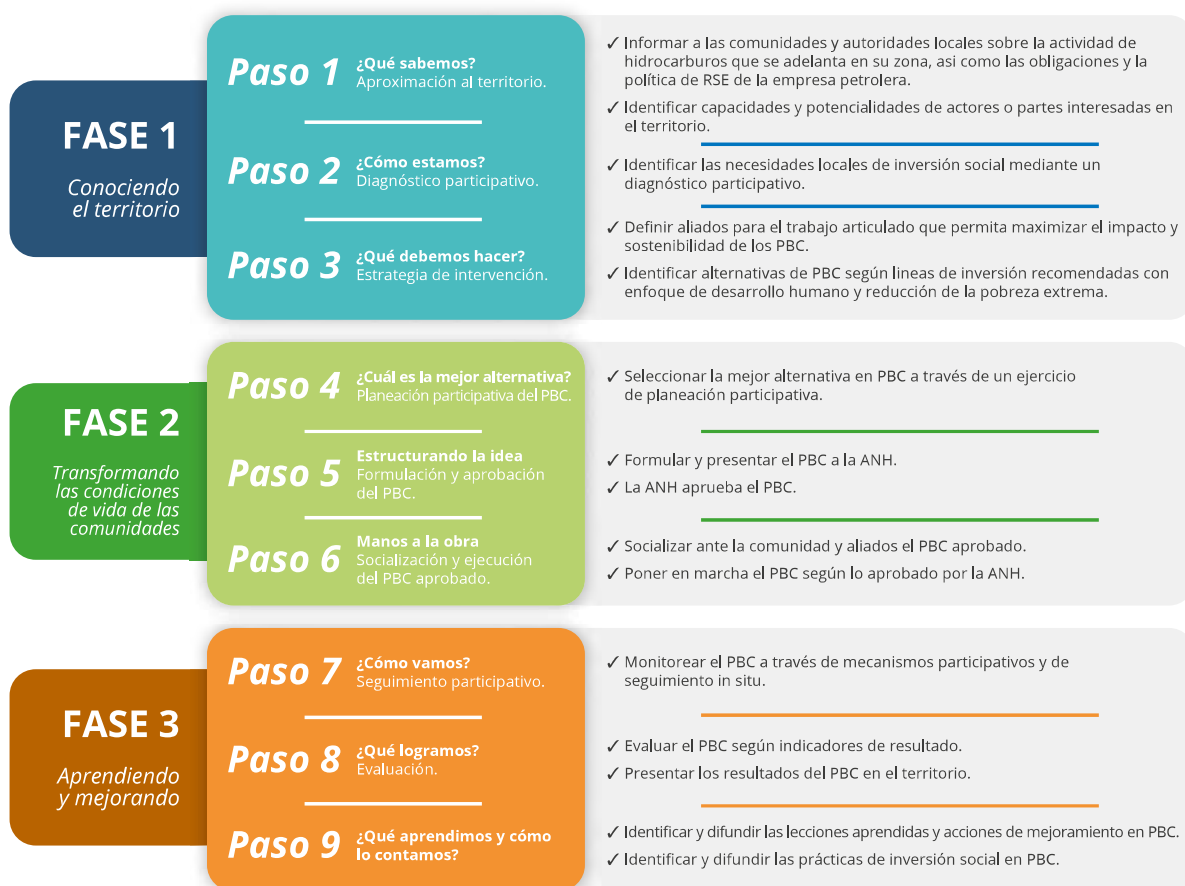 FASE 1
Conociendo
el territorio
Paso 1
¿Qué sabemos?
Aproximación al territorio.
✓ Informar a las comunidades y autoridades locales sobre la actividad de
hidrocarburos que se adelanta en su zona, asi como las obligaciones y la
política de RSE de la empresa petrolera.
✓ Identificar capacidades y potencialidades de actores o partes interesadas en
el territorio.
Paso 2
¿Cómo estamos?
Diagnóstico participativo.
✓ Identificar las necesidades locales de inversión social mediante un
diagnóstico participativo.
Paso 3
¿Qué debemos hacer?
Estrategia de intervención.
✓ Definir aliados para el trabajo articulado que permita maximizar el impacto y
sostenibilidad de los PBC.
✓ Identificar alternativas de PBC según lineas de inversión recomendadas con
enfoque de desarrollo humano y reducción de la pobreza extrema.
FASE 2
Transformando
las condiciones
de vida de las
comunidades
Paso 4
¿Cuál es la mejor alternativa?
Planeación participativa del PBC.
✓ Seleccionar la mejor alternativa en PBC a través de un ejercicio
de planeación participativa.
Paso 5
Estructurando la idea
Formulación y aprobación
del PBC.
✓ Formular y presentar el PBC a la ANH.
✓ La ANH aprueba el PBC.
Paso 6
Manos a la obra
Socialización y ejecución
del PBC aprobado.
✓ Socializar ante la comunidad y aliados el PBC aprobado.
✓ Poner en marcha el PBC según lo aprobado por la ANH.
FASE 3
Aprendiendo
y mejorando
Paso 7
¿Cómo vamos?
Seguimiento participativo.
✓ Monitorear el PBC a través de mecanismos participativos y de
seguimiento in situ.
Paso 8
¿Qué logramos?
Evaluación.
✓ Evaluar el PBC según indicadores de resultado.
✓ Presentar los resultados del PBC en el territorio.
Paso 9
¿Qué aprendimos y cómo
lo contamos?
✓ Identificar y difundir las lecciones aprendidas y acciones de mejoramiento en PBC.
✓ Identificar y difundir las prácticas de inversión social en PBC.